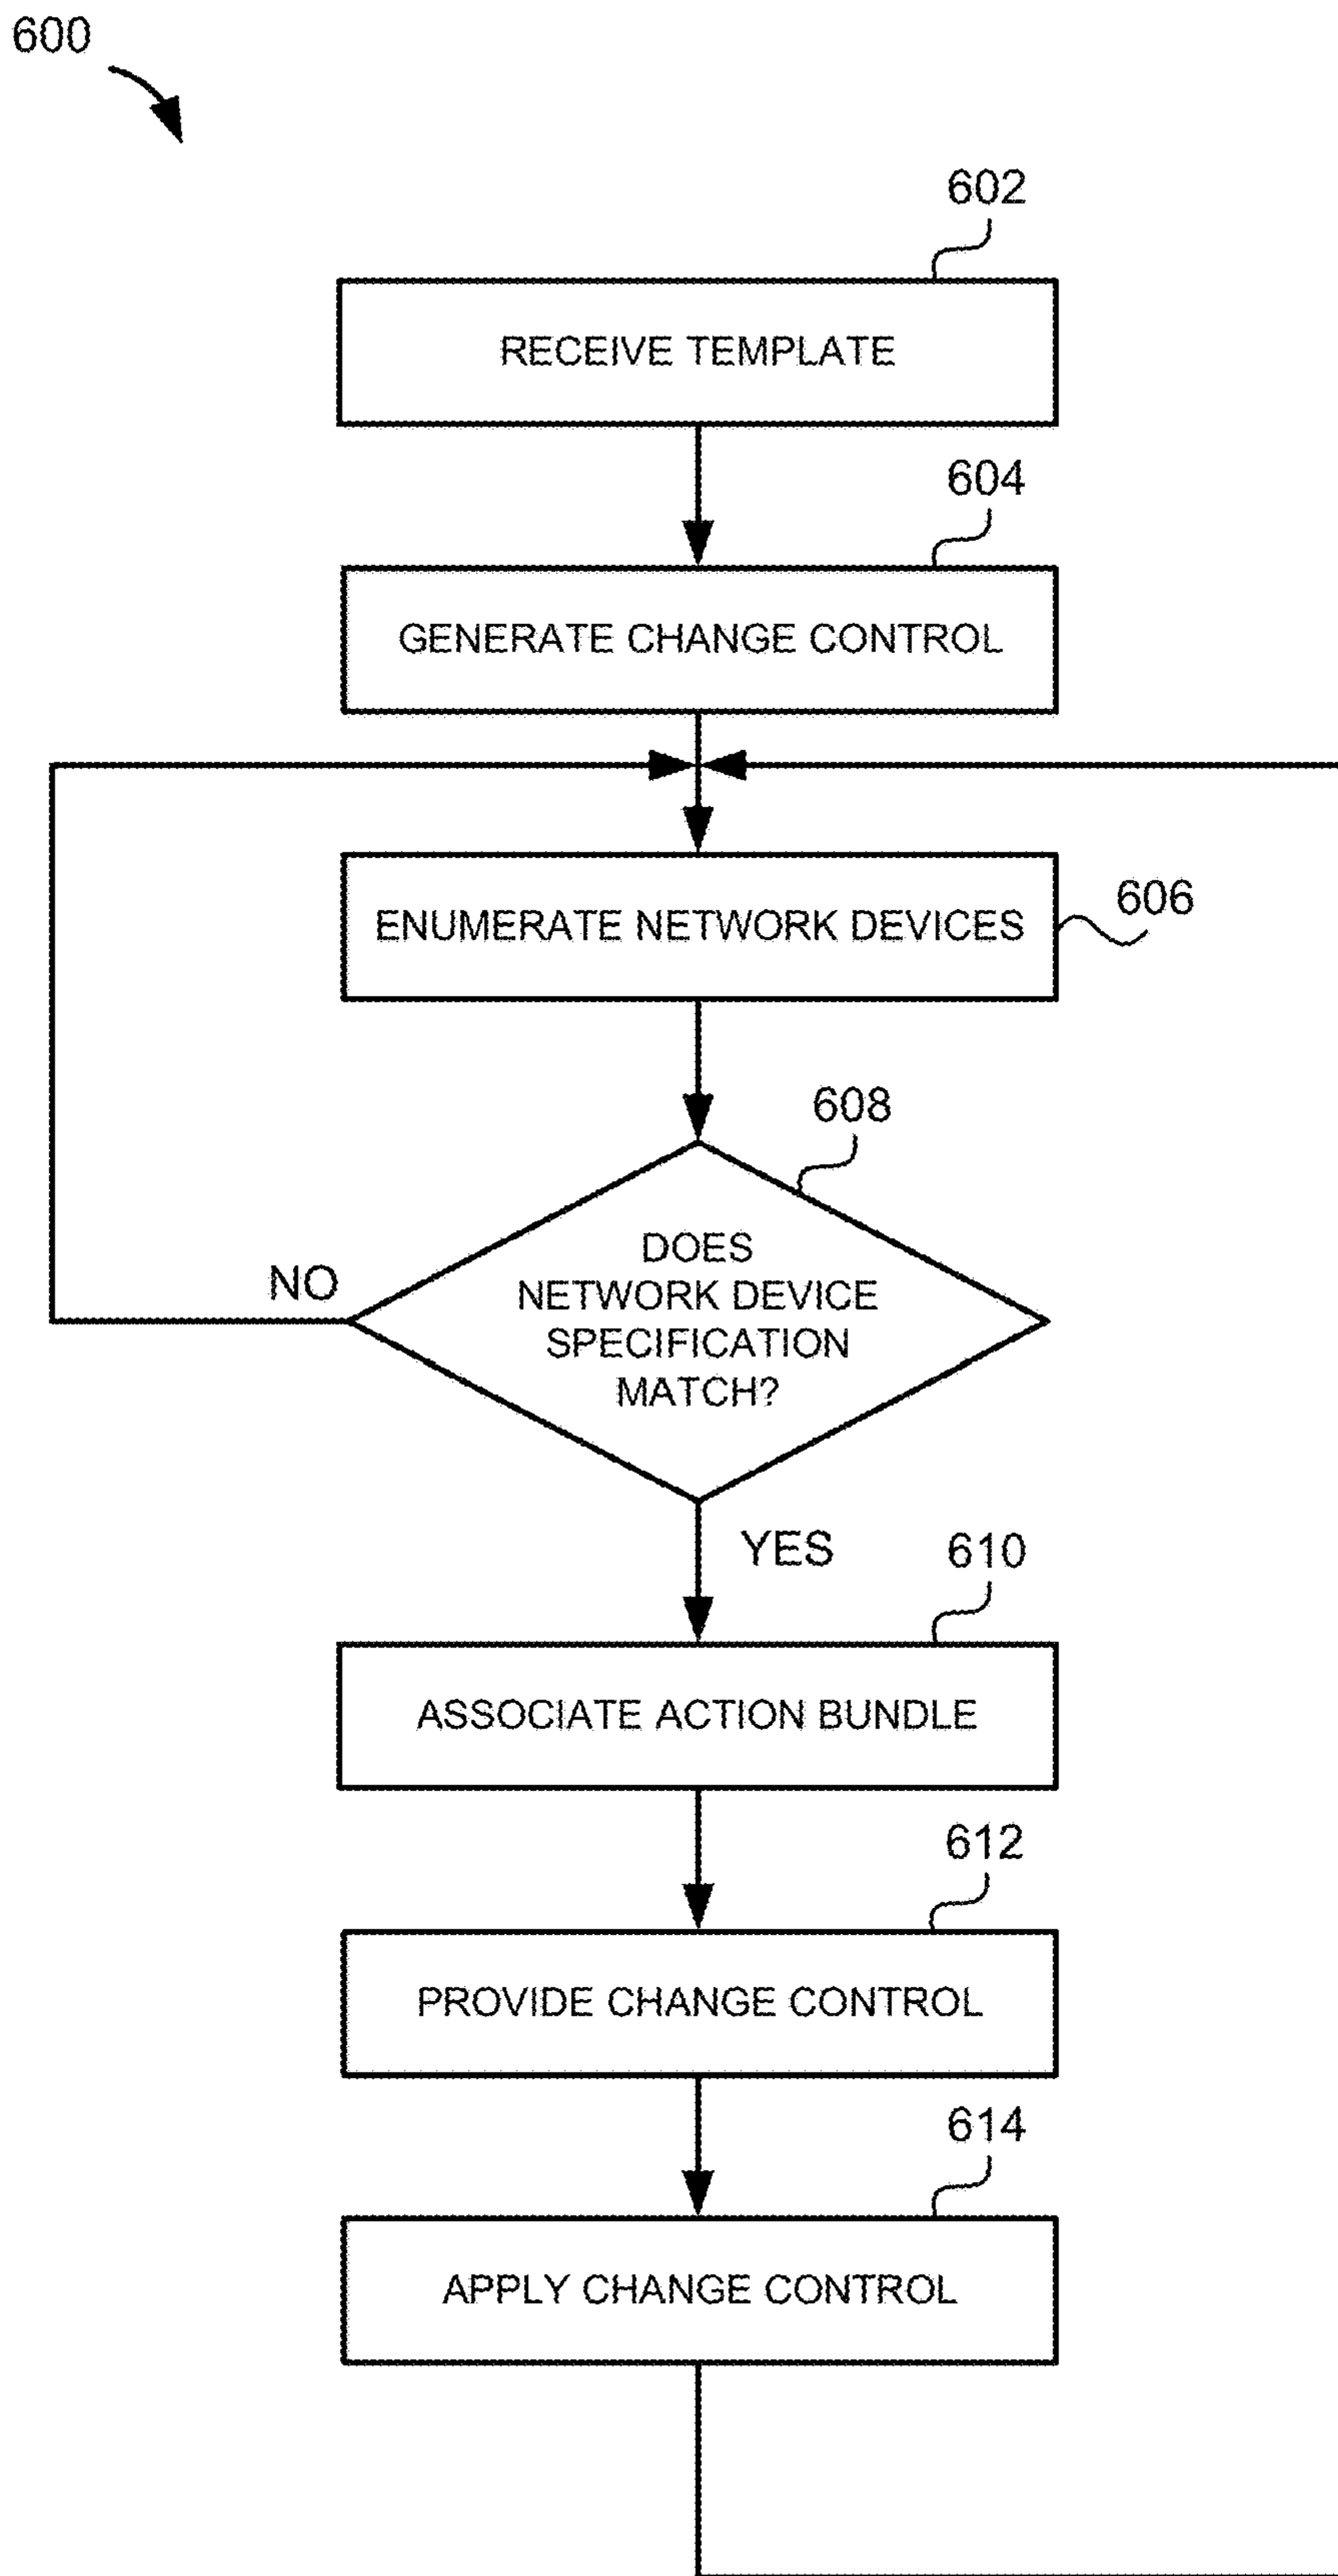 600
602
RECEIVE TEMPLATE
604
GENERATE CHANGE CONTROL
ENUMERATE NETWORK DEVICES
606
608
DOES
NETWORK DEVICE
SPECIFICATION
MATCH?
NO
YES
610
ASSOCIATE ACTION BUNDLE
612
PROVIDE CHANGE CONTROL
614
APPLY CHANGE CONTROL